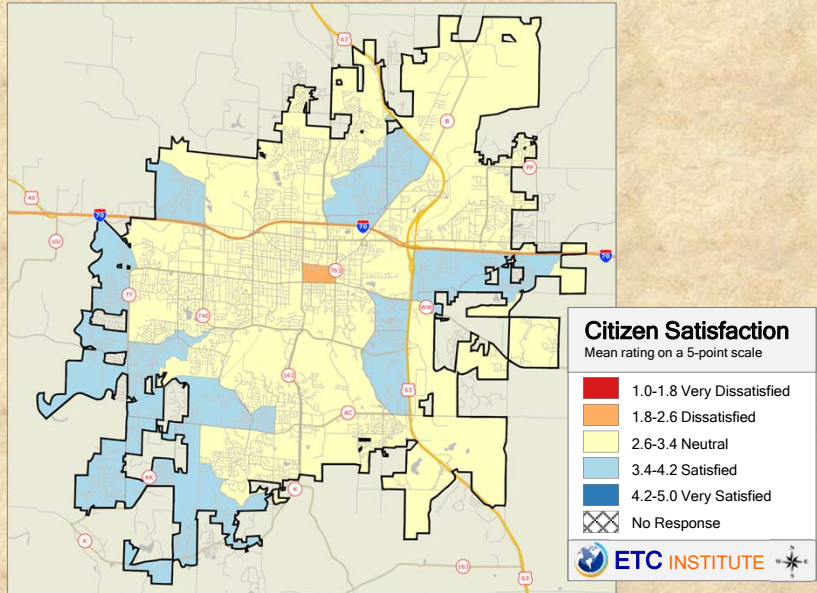 63
B
PP
40
70
UU
70
70
763
TT
WW
740
163
63
AC
KK
K
K
163
63
Citizen Satisfaction
Mean rating on a 5-point scale
1.0-1.8 Very Dissatisfied
1.8-2.6 Dissatisfied
2.6-3.4 Neutral
3.4-4.2 Satisfied
4.2-5.0 Very Satisfied
No Response
ETC INSTITUTE
N
W E
S